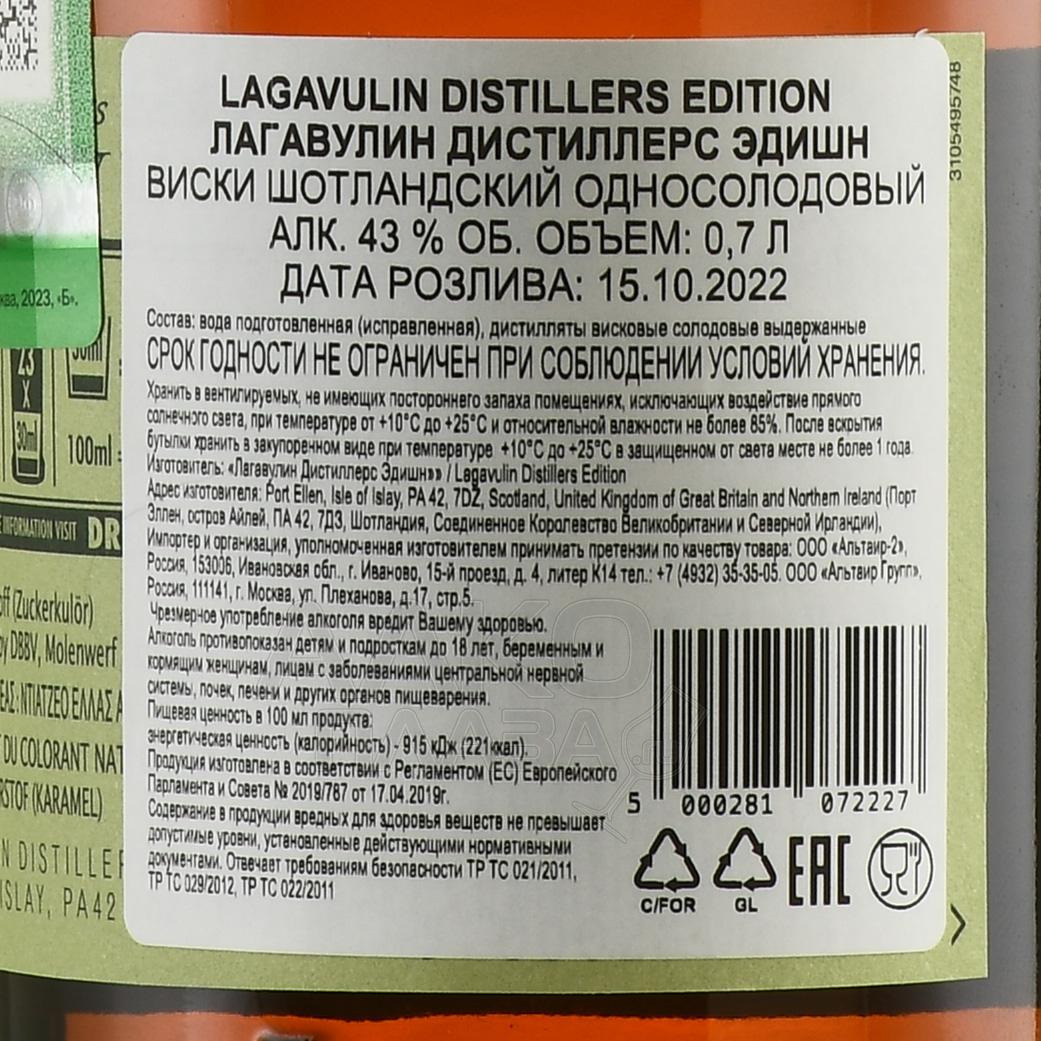 LAGAVULIN DISTILLERS EDITION
ЛАГАВУЛИН ДИСТИЛЛЕРС ЭДИШН
ВИСКИ ШОТЛАНДСКИЙ ОДНОСОЛОДОВЫЙ
АЛК. 43 % ОБ. ОБЪЕМ: 0,7 Л
ДАТА РОЗЛИВА: 15.10.2022
Состав: вода подготовленная (исправленная), дистилляты висковые солодовые выдержанные
СРОК ГОДНОСТИ НЕ ОГРАНИЧЕН ПРИ СОБЛЮДЕНИИ УСЛОВИЙ ХРАНЕНИЯ.
Хранить в вентилируемых, не имеющих постороннего запаха помещениях, исключающих воздействие прямого
солнечного света, при температуре от +10°С до +25°С и относительной влажности не более 85%. После вскрытия
бутылки хранить в закупоренном виде при температуре +10°С до +25°С в защищенном от света месте не более 1 года.
Изготовитель: «Лагавулин Дистиллерс Эдишн»» / Lagavulin Distillers Edition
Адрес изготовителя: Port Ellen, Isle of Islay, PA 42, 7DZ, Scotland, United Kingdom of Great Britain and Northern Ireland (Порт
Эллен, остров Айлей, ПА 42, 7ДЗ, Шотландия, Соединенное Королевство Великобритании и Северной Ирландии),
Импортер и организация, уполномоченная изготовителем принимать претензии по качеству товара: ООО «Альтаир-2»,
Россия, 153006, Ивановская обл., г. Иваново, 15-й проезд, д. 4, литер К14 тел.: +7 (4932) 35-35-05. ООО «Альтаир Групп»,
Россия, 111141, г. Москва, ул. Плеханова, д.17, стр.5.
Чрезмерное употребление алкоголя вредит Вашему здоровью.
Алкоголь противопоказан детям и подросткам до 18 лет, беременным и
кормящим женщинам, лицам с заболеваниями центральной нервной
системы, почек, печени и других органов пищеварения.
Пищевая ценность в 100 мл продукта:
энергетическая ценность (калорийность) - 915 кДж (221ккал).
Продукция изготовлена в соответствии с Регламентом (ЕС) Европейского
Парламента и Совета № 2019/787 от 17.04.2019г.
Содержание в продукции вредных для здоровья веществ не превышает
допустимые уровни, установленные действующими нормативными
документами. Отвечает требованиям безопасности ТР ТС 021/2011,
ТР ТС 029/2012, ТР ТС 022/2011
5 000281 072227
C/FOR GL EAC
3105495748
2023, «Б».
25
X
30ml
30ml
100ml
INFORMATION VISIT DR
(Zuckerkulör)
DBBV, Molenwerf
ΝΤΙΑΤΖΕΟ ΕΛΛΑΣ Α
DU COLORANT NAT
(KARAMEL)
N DISTILLER
ISLAY, PA42